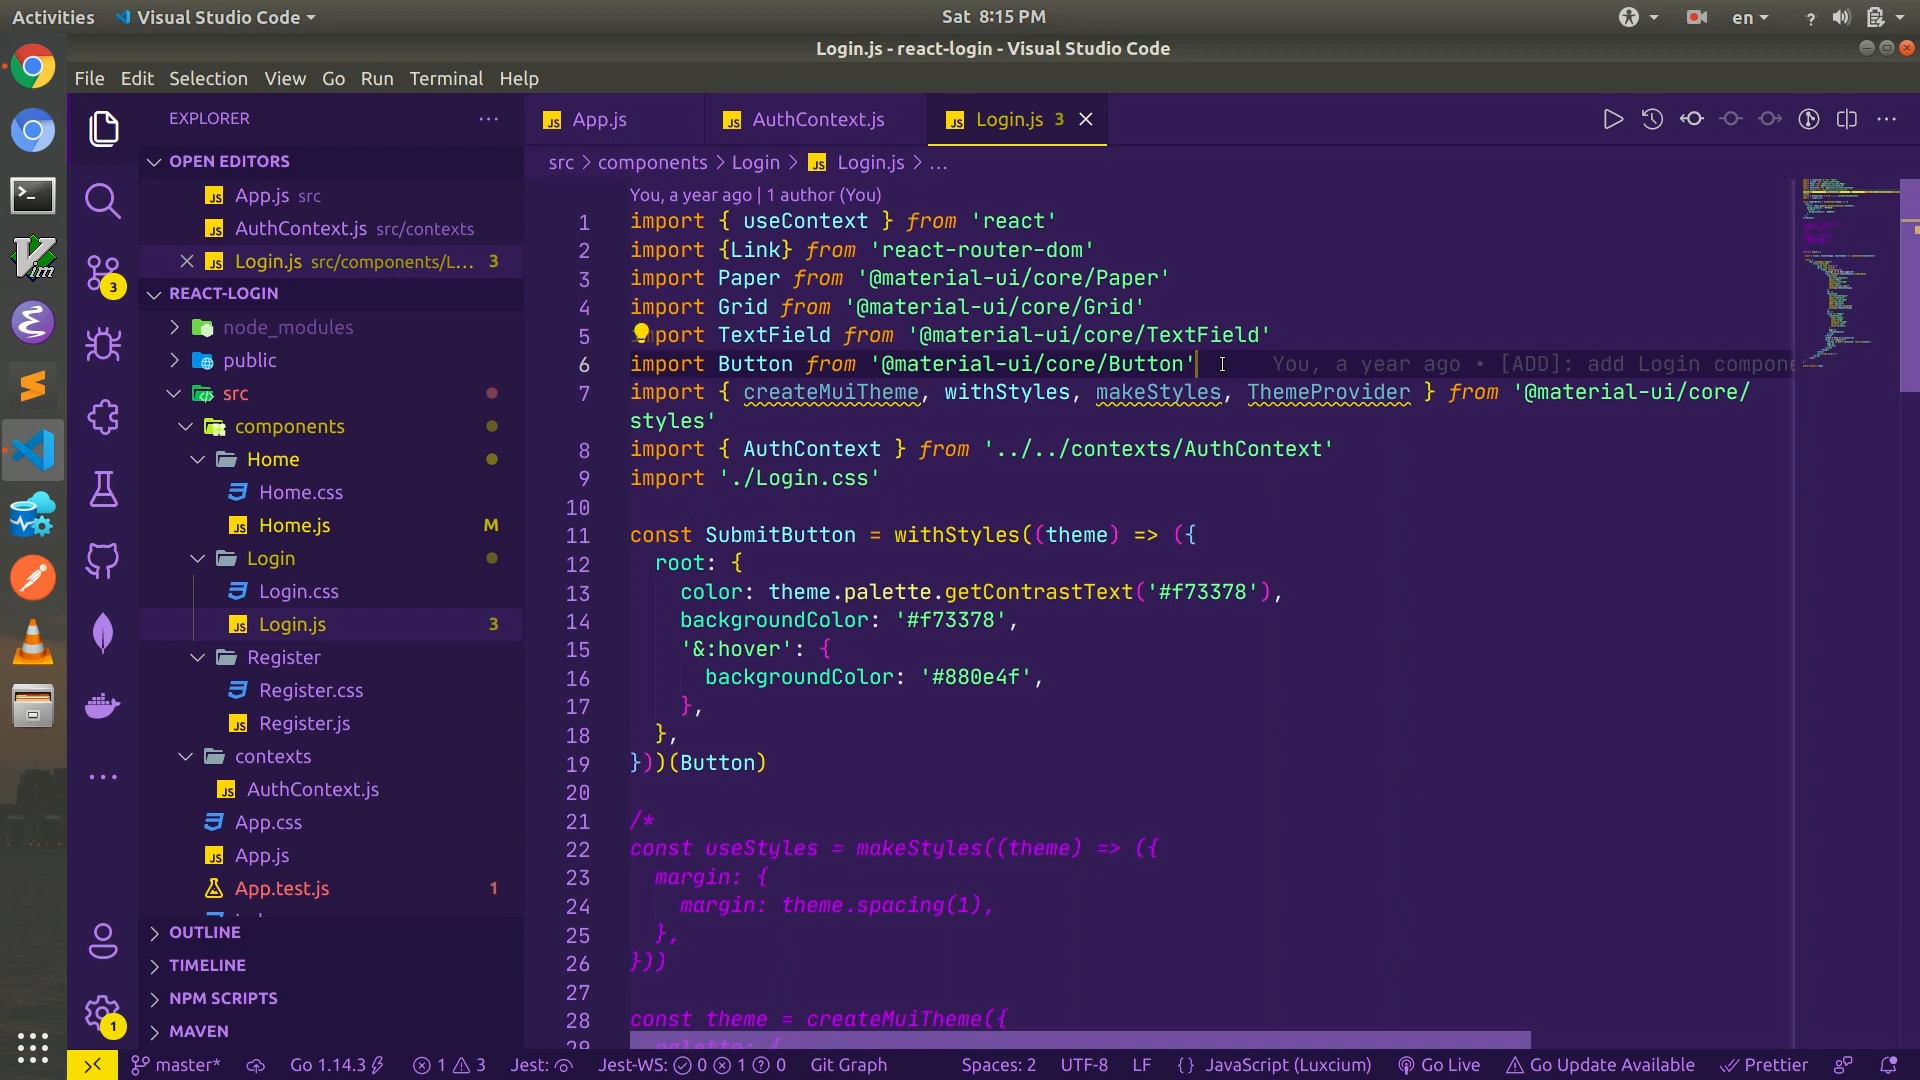 Activities
Visual Studio Code
Sat 8:15 PM
en
?
Login.js - react-login - Visual Studio Code
File Edit Selection View Go Run Terminal Help
EXPLORER
OPEN EDITORS
App.js src
AuthContext.js src/contexts
Login.js src/components/L... 3
REACT-LOGIN
node_modules
public
src
components
Home
Home.css
Home.js M
Login
Login.css
Login.js 3
Register
Register.css
Register.js
contexts
AuthContext.js
App.css
App.js
App.test.js 1
OUTLINE
TIMELINE
NPM SCRIPTS
MAVEN
3
1
App.js
AuthContext.js
Login.js 3
src > components > Login > JS Login.js > ...
You, a year ago | 1 author (You)
1 import { useContext } from 'react'
2 import {Link} from 'react-router-dom'
3 import Paper from '@material-ui/core/Paper'
4 import Grid from '@material-ui/core/Grid'
5 import TextField from '@material-ui/core/TextField'
6 import Button from '@material-ui/core/Button' You, a year ago • [ADD]: add Login compone
7 import { createMuiTheme, withStyles, makeStyles, ThemeProvider } from '@material-ui/core/
styles'
8 import { AuthContext } from '../../contexts/AuthContext'
9 import './Login.css'
10
11 const SubmitButton = withStyles((theme) => ({
12 root: {
13 color: theme.palette.getContrastText('#f73378'),
14 backgroundColor: '#f73378',
15 '&:hover': {
16 backgroundColor: '#880e4f',
17 },
18 },
19 }))(Button)
20
21 /*
22 const useStyles = makeStyles((theme) => ({
23 margin: {
24 margin: theme.spacing(1),
25 },
26 }))
27
28 const theme = createMuiTheme({
29 palette: {
master* Go 1.14.3 1 3 Jest: Jest-WS: 0 1 0 Git Graph Spaces: 2 UTF-8 LF {} JavaScript (Luxcium) Go Live Go Update Available Prettier